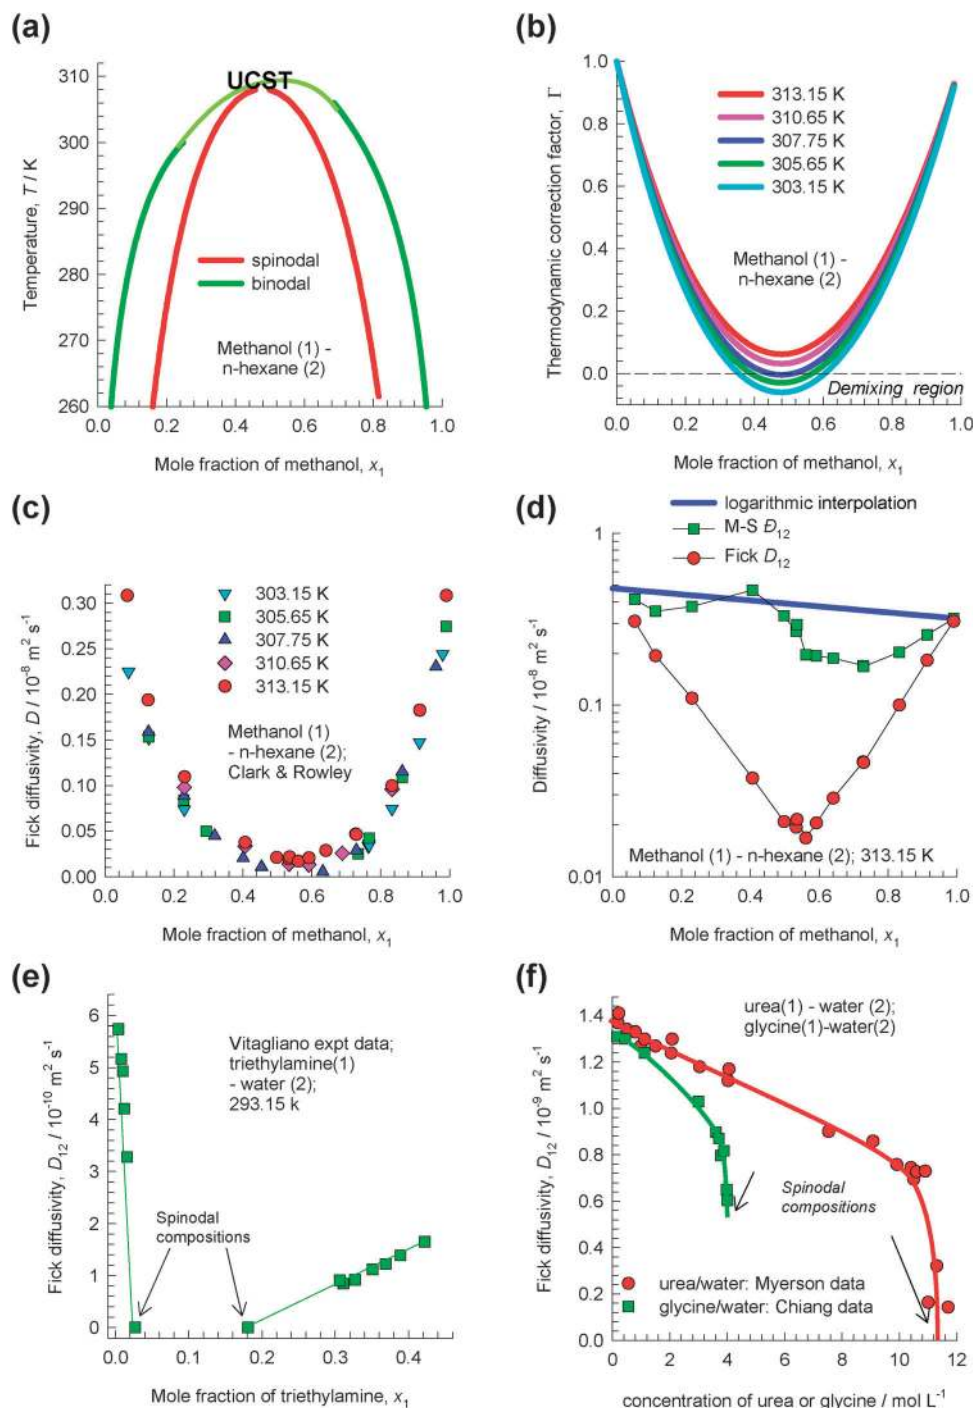 (a)
UCST
310
300
290
280
270
260
Temperature, T / K
spinodal
binodal
Methanol (1) -
n-hexane (2)
0.0 0.2 0.4 0.6 0.8 1.0
Mole fraction of methanol, x1
(b)
1.0
0.8
0.6
0.4
0.2
0.0
Thermodynamic correction factor, Γ
313.15 K
310.65 K
307.75 K
305.65 K
303.15 K
Methanol (1) -
n-hexane (2)
Demixing region
0.0 0.2 0.4 0.6 0.8 1.0
Mole fraction of methanol, x1
(c)
0.30
0.25
0.20
0.15
0.10
0.05
0.00
Fick diffusivity, D / 10-8 m2 s-1
303.15 K
305.65 K
307.75 K
310.65 K
313.15 K
Methanol (1)
- n-hexane (2);
Clark & Rowley
0.0 0.2 0.4 0.6 0.8 1.0
Mole fraction of methanol, x1
(d)
logarithmic interpolation
M-S Đ12
Fick D12
1
0.1
0.01
Diffusivity / 10-8 m2 s-1
Methanol (1) - n-hexane (2); 313.15 K
0.0 0.2 0.4 0.6 0.8 1.0
Mole fraction of methanol, x1
(e)
6
5
4
3
2
1
0
Fick diffusivity, D12 / 10-10 m2 s-1
Vitagliano expt data;
triethylamine(1)
- water (2);
293.15 k
Spinodal
compositions
0.0 0.1 0.2 0.3 0.4
Mole fraction of triethylamine, x1
(f)
1.4
1.2
1.0
0.8
0.6
0.4
0.2
0.0
Fick diffusivity, D12 / 10-9 m2 s-1
urea(1) - water (2);
glycine(1)-water(2)
Spinodal
compositions
urea/water: Myerson data
glycine/water: Chiang data
0 2 4 6 8 10 12
concentration of urea or glycine / mol L-1